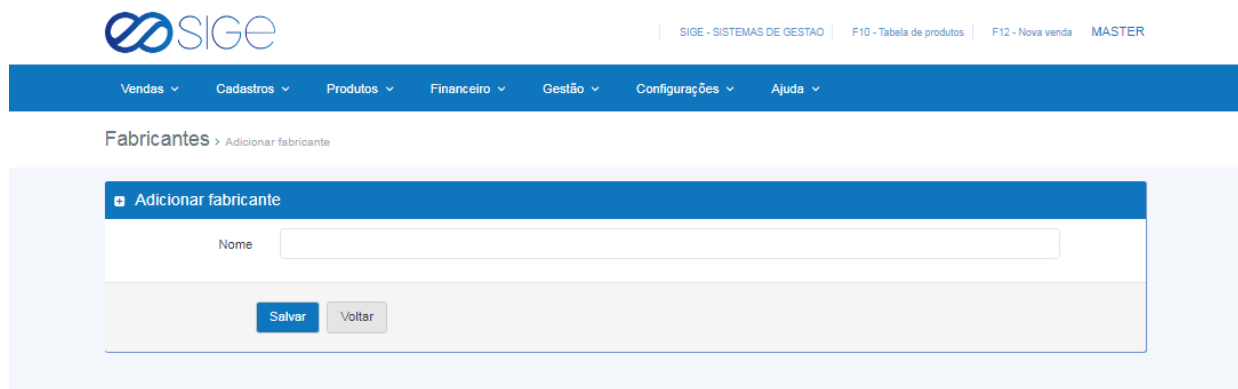 SIGE
SIGE - SISTEMAS DE GESTAO F10 - Tabela de produtos F12 - Nova venda MASTER
Vendas Cadastros Produtos Financeiro Gestão Configurações Ajuda
Fabricantes › Adicionar fabricante
Adicionar fabricante
Nome
Salvar Voltar